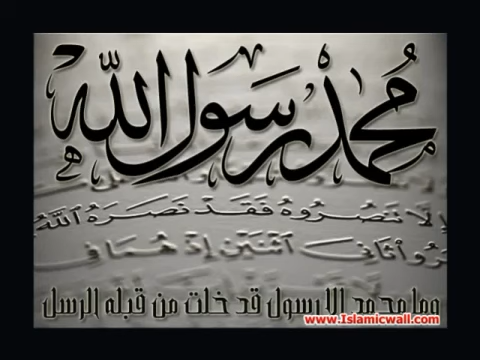 محمد رسول الله
إلا تنصروه فقد نصره الله
ثاني اثنين إذ هما في
وما محمد الا رسول قد خلت من قبله الرسل
www.Islamicwall.com